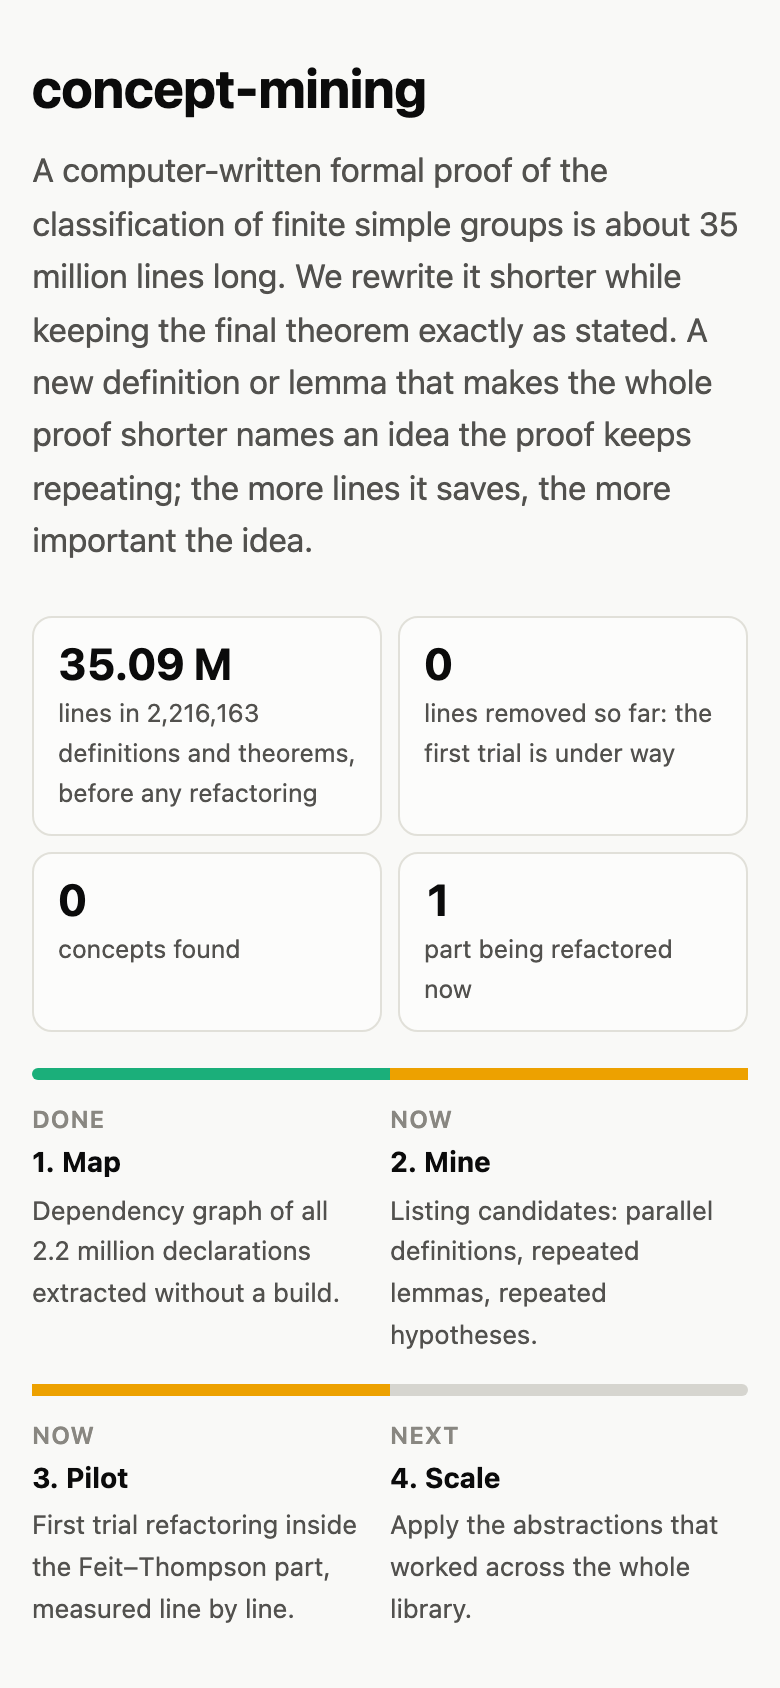 concept-mining
A computer-written formal proof of the
classification of finite simple groups is about 35
million lines long. We rewrite it shorter while
keeping the final theorem exactly as stated. A
new definition or lemma that makes the whole
proof shorter names an idea the proof keeps
repeating; the more lines it saves, the more
important the idea.
35.09 M
lines in 2,216,163
definitions and theorems,
before any refactoring
0
lines removed so far: the
first trial is under way
0
concepts found
1
part being refactored
now
DONE
1. Map
Dependency graph of all
2.2 million declarations
extracted without a build.
NOW
2. Mine
Listing candidates: parallel
definitions, repeated
lemmas, repeated
hypotheses.
NOW
3. Pilot
First trial refactoring inside
the Feit–Thompson part,
measured line by line.
NEXT
4. Scale
Apply the abstractions that
worked across the whole
library.